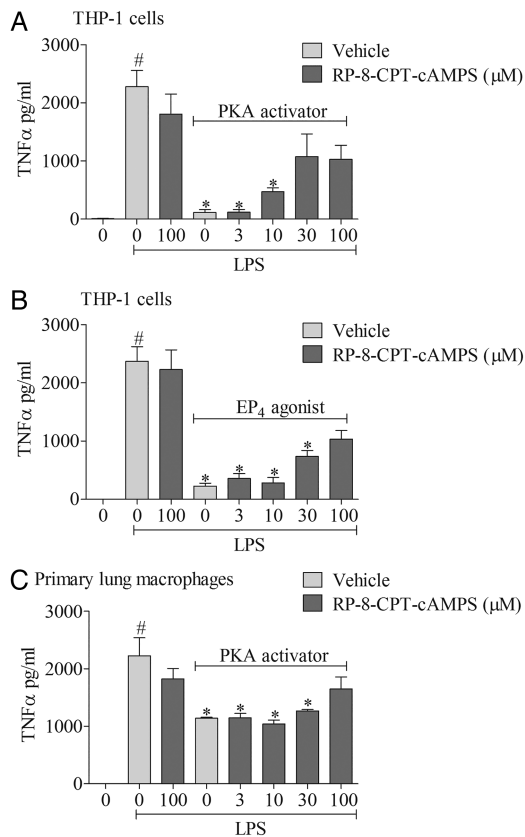 A THP-1 cells
Vehicle
RP-8-CPT-cAMPS (μM)
3000
#
PKA activator
2000
TNFα pg/ml
1000
* * *
0
0 0 100 0 3 10 30 100
LPS
B THP-1 cells
Vehicle
RP-8-CPT-cAMPS (μM)
3000
#
2000
EP4 agonist
TNFα pg/ml
1000
* * * *
0
0 0 100 0 3 10 30 100
LPS
C Primary lung macrophages
Vehicle
RP-8-CPT-cAMPS (μM)
3000
#
PKA activator
2000
TNFα pg/ml
* * * *
1000
0
0 0 100 0 3 10 30 100
LPS